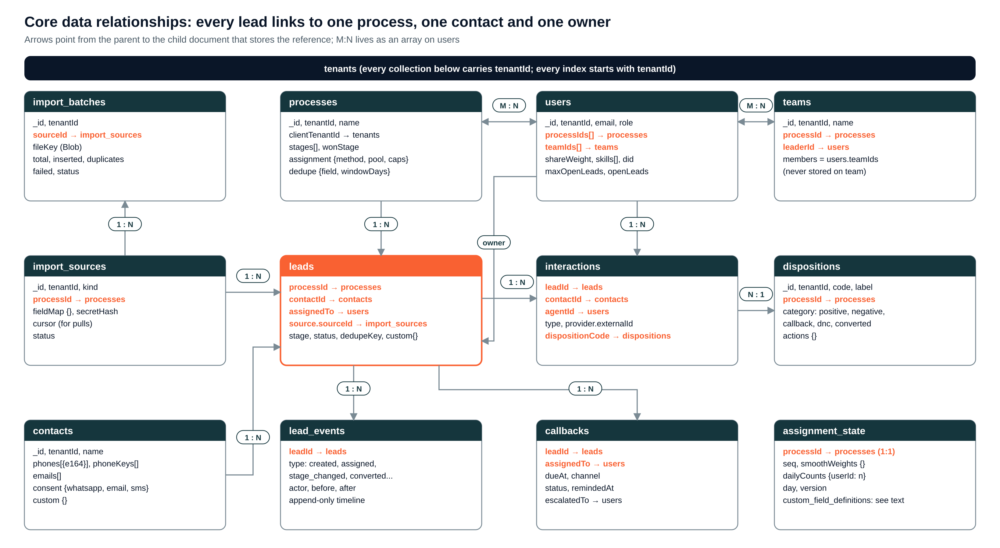 Core data relationships: every lead links to one process, one contact and one owner
Arrows point from the parent to the child document that stores the reference; M:N lives as an array on users
tenants (every collection below carries tenantId; every index starts with tenantId)
import_batches
_id, tenantId
sourceId → import_sources
fileKey (Blob)
total, inserted, duplicates
failed, status
processes
_id, tenantId, name
clientTenantId → tenants
stages[], wonStage
assignment {method, pool, caps}
dedupe {field, windowDays}
M : N
users
_id, tenantId, email, role
processIds[] → processes
teamIds[] → teams
shareWeight, skills[], did
maxOpenLeads, openLeads
M : N
teams
_id, tenantId, name
processId → processes
leaderId → users
members = users.teamIds
(never stored on team)
1 : N
1 : N
owner
1 : N
import_sources
_id, tenantId, kind
processId → processes
fieldMap {}, secretHash
cursor (for pulls)
status
1 : N
leads
processId → processes
contactId → contacts
assignedTo → users
source.sourceId → import_sources
stage, status, dedupeKey, custom{}
1 : N
interactions
leadId → leads
contactId → contacts
agentId → users
type, provider.externalId
dispositionCode → dispositions
N : 1
dispositions
_id, tenantId, code, label
processId → processes
category: positive, negative,
callback, dnc, converted
actions {}
1 : N
1 : N
contacts
_id, tenantId, name
phones[{e164}], phoneKeys[]
emails[]
consent {whatsapp, email, sms}
custom {}
1 : N
lead_events
leadId → leads
type: created, assigned,
stage_changed, converted...
actor, before, after
append-only timeline
callbacks
leadId → leads
assignedTo → users
dueAt, channel
status, remindedAt
escalatedTo → users
assignment_state
processId → processes (1:1)
seq, smoothWeights {}
dailyCounts {userId: n}
day, version
custom_field_definitions: see text